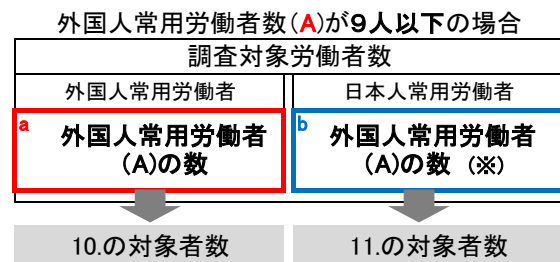 外国人常用労働者数(A)が9人以下の場合
調査対象労働者数
外国人常用労働者
日本人常用労働者
a
外国人常用労働者
(A)の数
b
外国人常用労働者
(A)の数 (※)
10.の対象者数
11.の対象者数